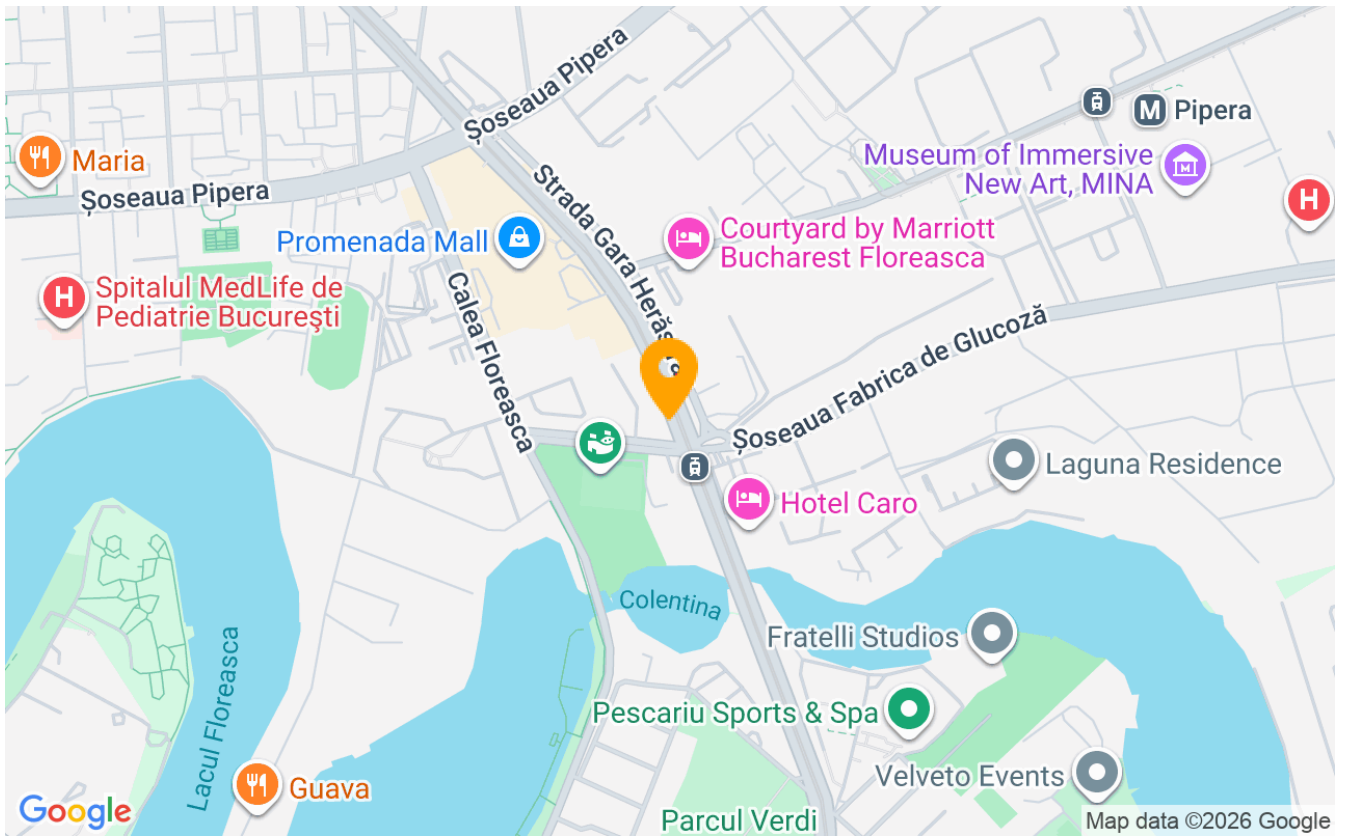 Șoseaua Pipera
Pipera
Maria
Museum of Immersive
New Art, MINA
Șoseaua Pipera
Strada Gara Herăs
Promenada Mall
Courtyard by Marriott
Bucharest Floreasca
Spitalul MedLife de
Pediatrie București
Calea Floreasca
Șoseaua Fabrica de Glucoză
Laguna Residence
Hotel Caro
Colentina
Fratelli Studios
Lacul Floreasca
Pescariu Sports & Spa
Velveto Events
Guava
Parcul Verdi
Google
Map data ©2026 Google